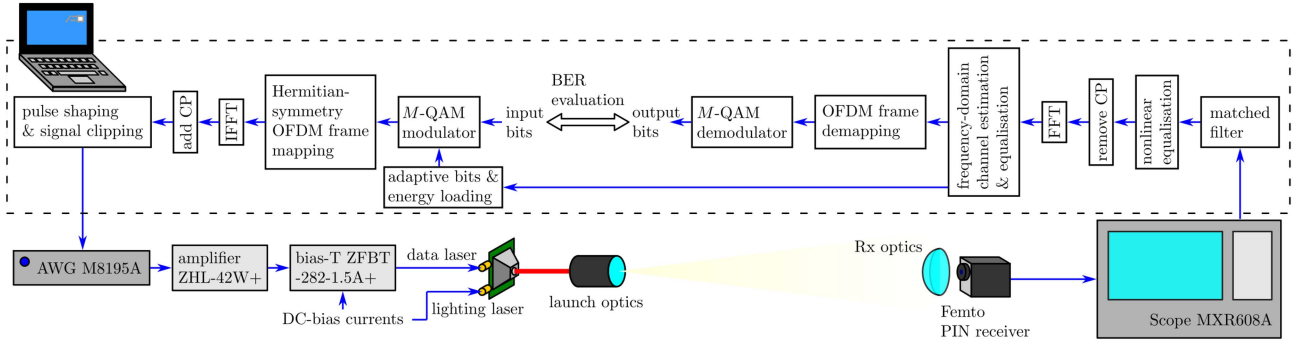 pulse shaping
& signal clipping
add CP
IFFT
Hermitian-
symmetry
OFDM frame
mapping
M-QAM
modulator
adaptive bits &
energy loading
input
bits
BER
evaluation
output
bits
M-QAM
demodulator
OFDM frame
demapping
frequency-domain
channel estimation
& equalisation
FFT
remove CP
nonlinear
equalisation
matched
filter
AWG M8195A
amplifier
ZHL-42W+
bias-T ZFBT
-282-1.5A+
data laser
lighting laser
DC-bias currents
launch optics
Rx optics
Femto
PIN receiver
Scope MXR608A